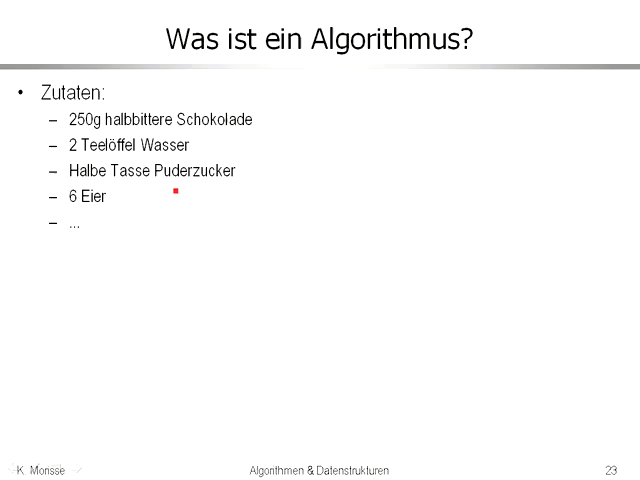 Was ist ein Algorithmus?
• Zutaten:
– 250g halbbittere Schokolade
– 2 Teelöffel Wasser
– Halbe Tasse Puderzucker
– 6 Eier
– ...
K. Morisse
Algorithmen & Datenstrukturen
23